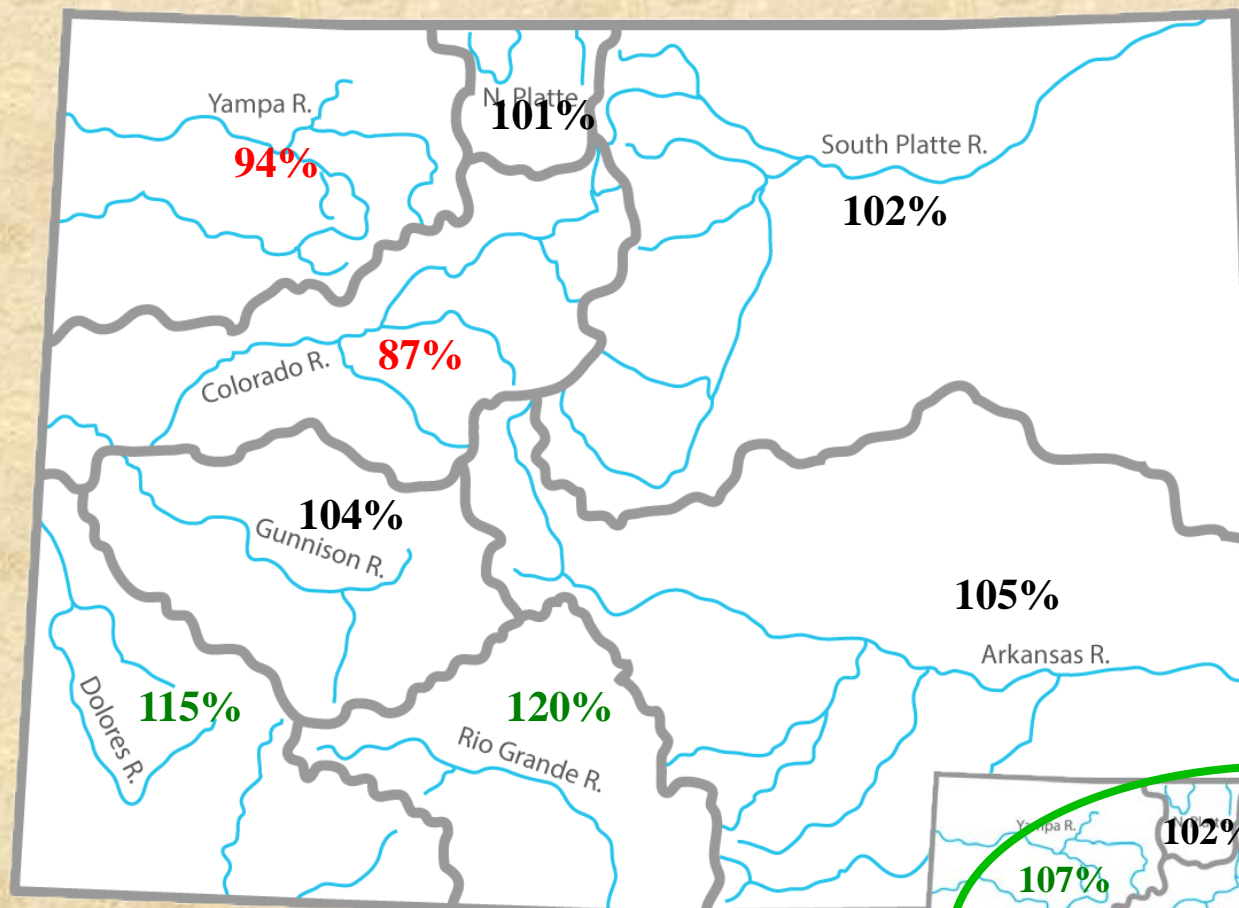 Yampa R.
94%
N. Platte
101%
South Platte R.
102%
Colorado R.
87%
104%
Gunnison R.
105%
Arkansas R.
Dolores R.
115%
120%
Rio Grande R.
Yampa R.
107%
102%